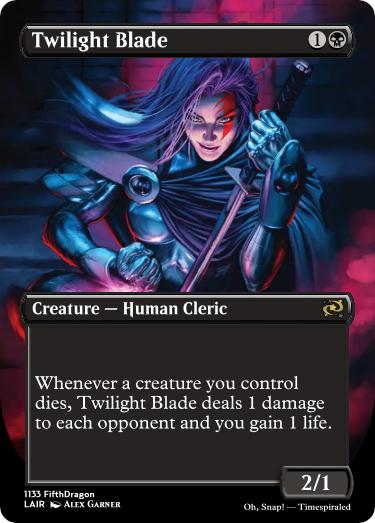 Twilight Blade 1
Creature — Human Cleric
Whenever a creature you control
dies, Twilight Blade deals 1 damage
to each opponent and you gain 1 life.
2/1
1133 FifthDragon
LAIR Alex Garner
Oh, Snap! — Timespiraled